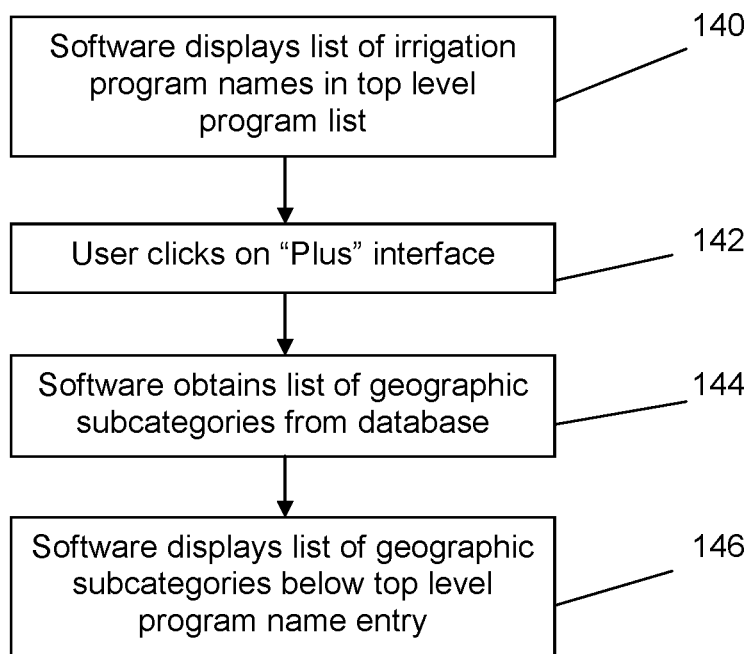 Software displays list of irrigation
program names in top level
program list
140
User clicks on “Plus” interface
142
Software obtains list of geographic
subcategories from database
144
Software displays list of geographic
subcategories below top level
program name entry
146